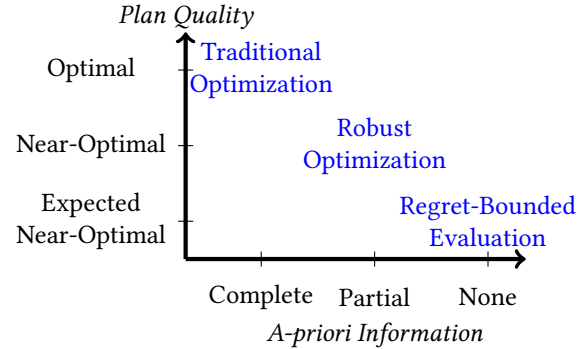 Plan Quality
Traditional
Optimization
Optimal
Robust
Optimization
Near-Optimal
Regret-Bounded
Evaluation
Expected
Near-Optimal
Complete
Partial
None
A-priori Information